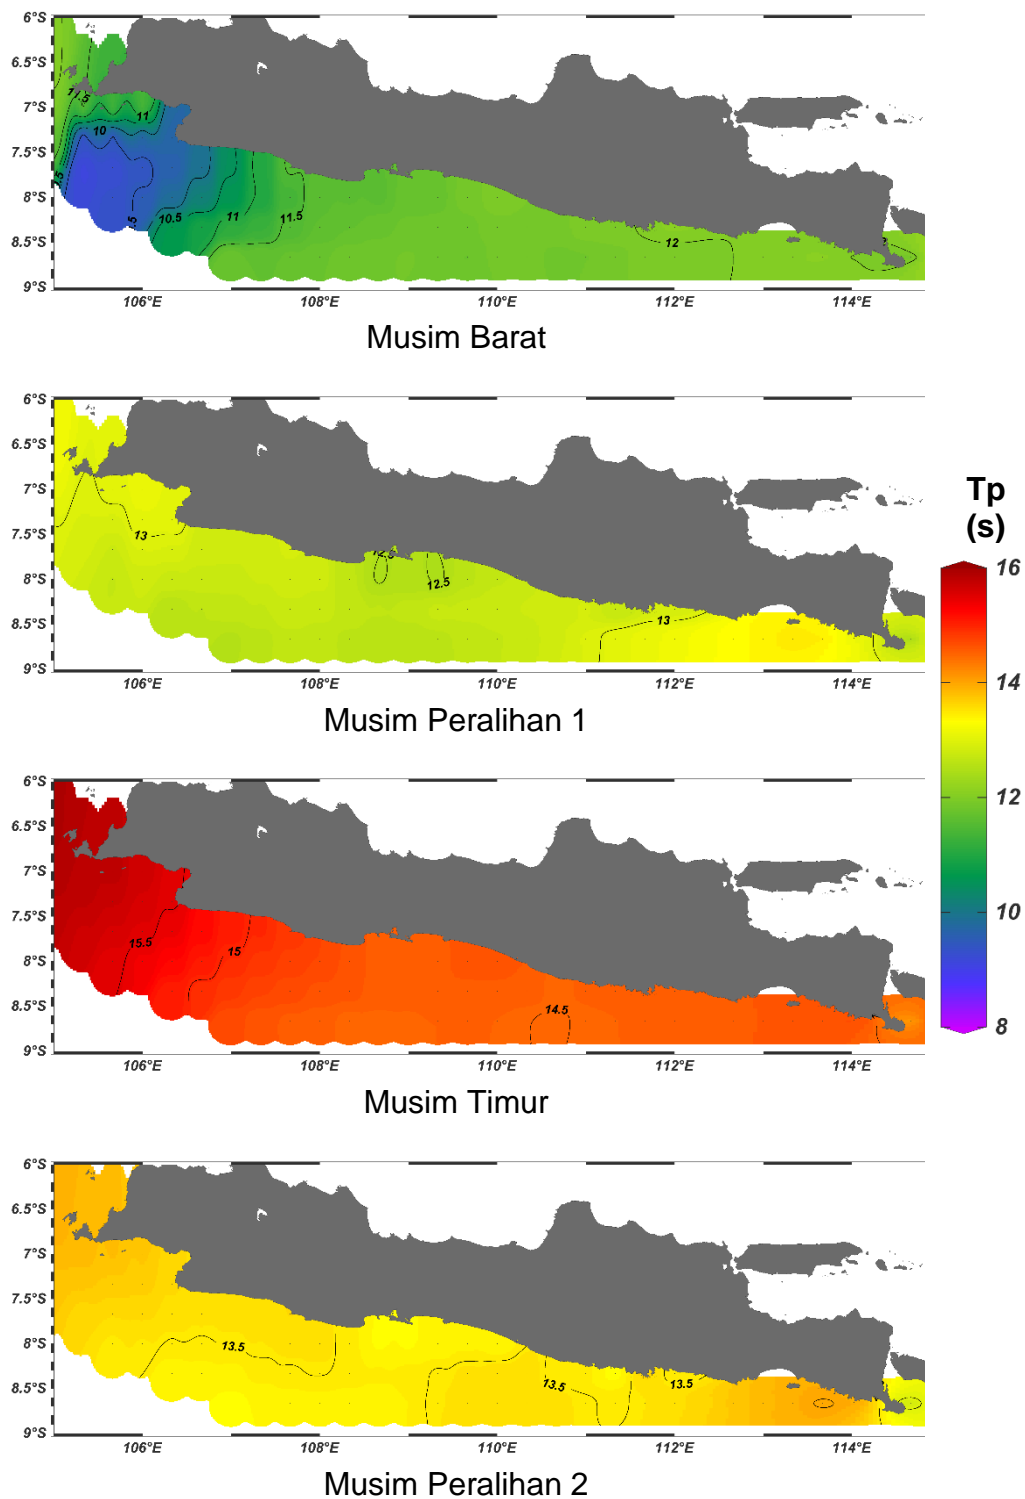 6°S
6.5°S
7°S
7.5°S
8°S
8.5°S
9°S
11.5
11
10
10.5
11
11.5
12
106°E
108°E
110°E
112°E
114°E
Musim Barat
6°S
6.5°S
7°S
7.5°S
8°S
8.5°S
9°S
13
12.5
13
106°E
108°E
110°E
112°E
114°E
Musim Peralihan 1
Tp
(s)
16
14
12
10
8
6°S
6.5°S
7°S
7.5°S
8°S
8.5°S
9°S
15.5
15
14.5
106°E
108°E
110°E
112°E
114°E
Musim Timur
6°S
6.5°S
7°S
7.5°S
8°S
8.5°S
9°S
13.5
13.5
13.5
106°E
108°E
110°E
112°E
114°E
Musim Peralihan 2